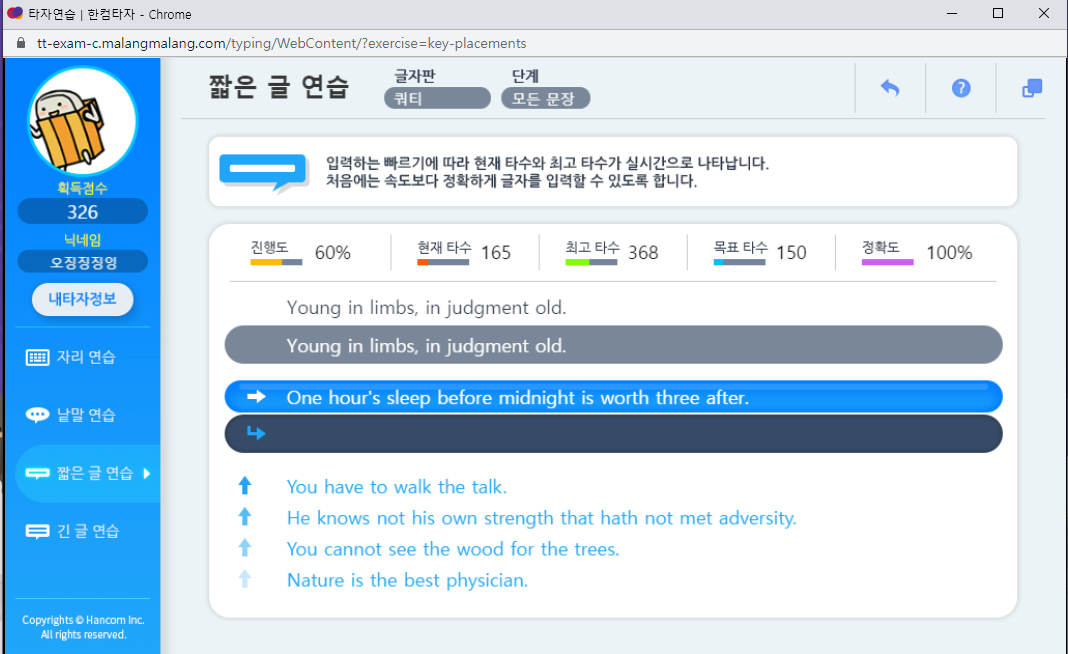 타자연습 | 한컴타자 - Chrome
tt-exam-c.malangmalang.com/typing/WebContent/?exercise=key-placements
짧은 글 연습
글자판
쿼티
단계
모든 문장
획득점수
326
닉네임
오징징징엉
내타자정보
자리 연습
낱말 연습
짧은 글 연습
긴 글 연습
Copyrights © Hancom Inc.
All rights reserved.
입력하는 빠르기에 따라 현재 타수와 최고 타수가 실시간으로 나타납니다.
처음에는 속도보다 정확하게 글자를 입력할 수 있도록 합니다.
진행도 60%
현재 타수 165
최고 타수 368
목표 타수 150
정확도 100%
Young in limbs, in judgment old.
Young in limbs, in judgment old.
One hour's sleep before midnight is worth three after.
You have to walk the talk.
He knows not his own strength that hath not met adversity.
You cannot see the wood for the trees.
Nature is the best physician.